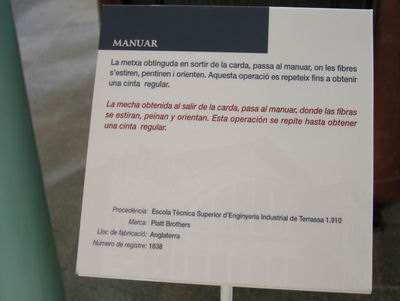 MANUAR
La metxa obtinguda en sortir de la carda, passa al manuar, on les fibres
s'estiren, pentinen i orienten. Aquesta operació es repeteix fins a obtenir
una cinta regular.
La mecha obtenida al salir de la carda, pasa al manuar, donde las fibras
se estiran, peinan y orientan. Esta operación se repite hasta obtener
una cinta regular.
Procedència: Escola Tècnica Superior d'Enginyeria Industrial de Terrassa 1.910
Marca: Platt Brothers
Lloc de fabricació: Anglaterra
Número de registre: 1638